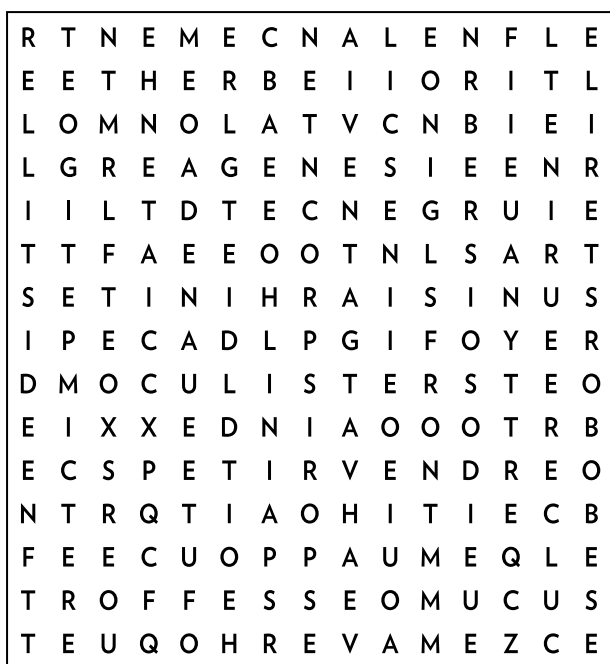 R T N E M E C N A L E N F L E
E E T H E R B E I I O R I T L
L O M N O L A T V C N B I E I
L G R E A G E N E S I E E N R
I I L T D T E C N E G R U I E
T T F A E E O O T N L S A R T
S E T I N I H R A I S I N U S
I P E C A D L P G I F O Y E R
D M O C U L I S T E R S T E O
E I X X E D N I A O O O T R B
E C S P E T I R V E N D R E O
N T R Q T I A O H I T I E C B
F E E C U O P P A U M E Q L E
T R O F F E S S E O M U C U S
T E U Q O H R E V A M E Z C E